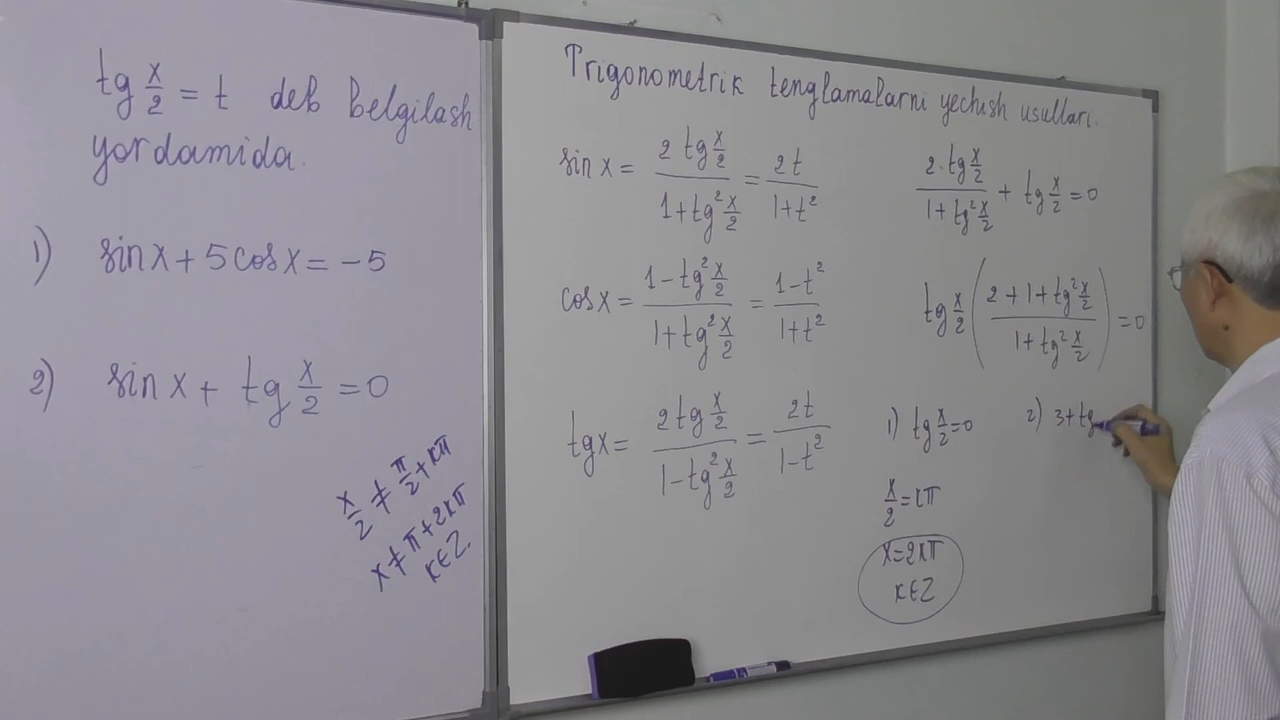 tg x/2 = t deb belgilash
yordamida.
1) sin x + 5 cos x = -5
2) sin x + tg x/2 = 0
x/2 ≠ π/2 + kπ
x ≠ π + 2kπ
k ∈ Z.
Trigonometrik tenglamalarni yechish usullari.
sin x = (2 tg x/2)/(1 + tg² x/2) = 2t/(1+t²)
cos x = (1 - tg² x/2)/(1 + tg² x/2) = (1-t²)/(1+t²)
tg x = (2 tg x/2)/(1 - tg² x/2) = 2t/(1-t²)
(2 · tg x/2)/(1 + tg² x/2) + tg x/2 = 0
tg x/2 ((2 + 1 + tg² x/2)/(1 + tg² x/2)) = 0
1) tg x/2 = 0
x/2 = kπ
x = 2kπ
k ∈ Z
2) 3 + tg